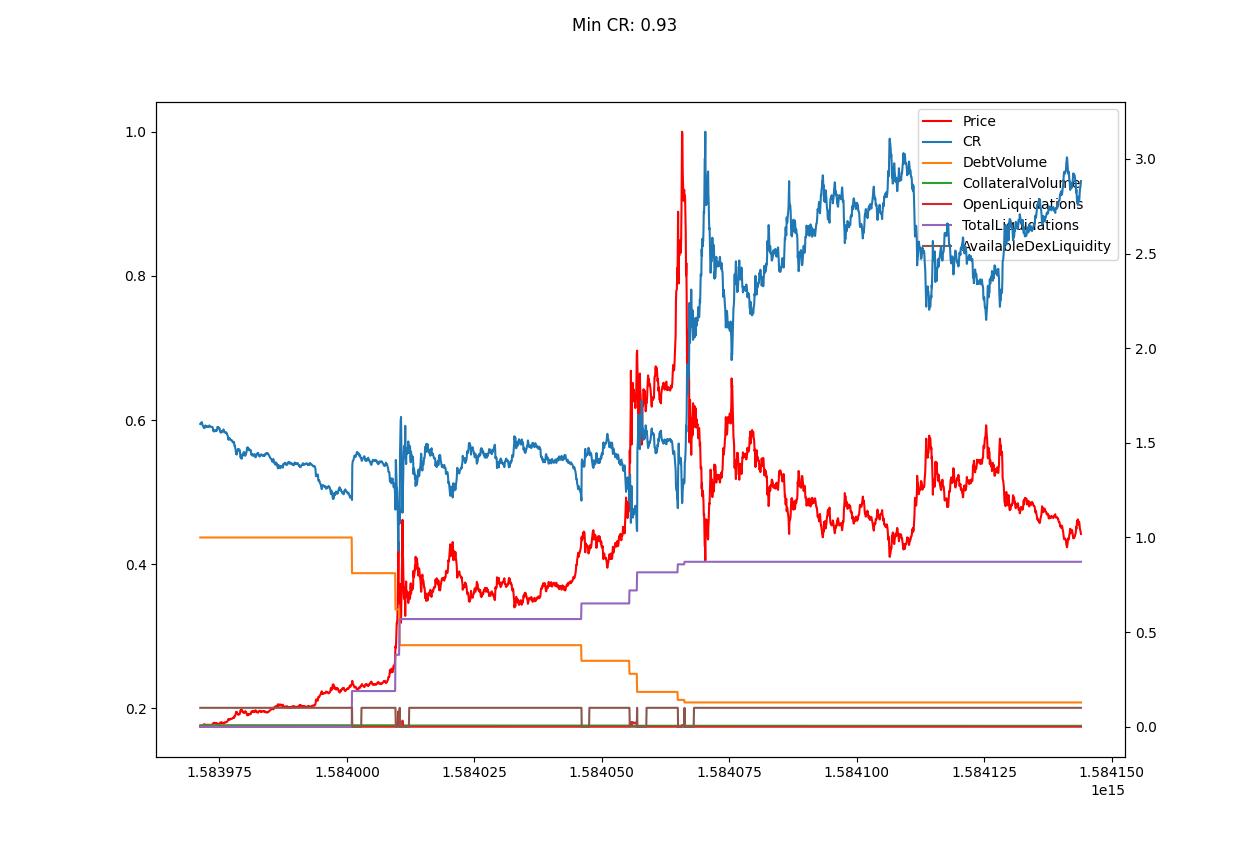 Min CR: 0.93
1.0
0.8
0.6
0.4
0.2
3.0
2.5
2.0
1.5
1.0
0.5
0.0
Price
CR
DebtVolume
CollateralVolume
OpenLiquidations
TotalLiquidations
AvailableDexLiquidity
1.583975 1.584000 1.584025 1.584050 1.584075 1.584100 1.584125 1.584150
1e15